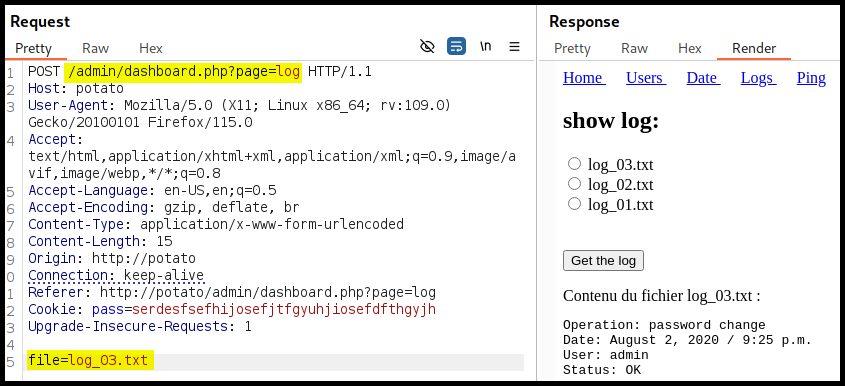 Request
Pretty Raw Hex
\n
1 POST /admin/dashboard.php?page=log HTTP/1.1
2 Host: potato
3 User-Agent: Mozilla/5.0 (X11; Linux x86_64; rv:109.0)
Gecko/20100101 Firefox/115.0
4 Accept:
text/html,application/xhtml+xml,application/xml;q=0.9,image/a
vif,image/webp,*/*;q=0.8
5 Accept-Language: en-US,en;q=0.5
6 Accept-Encoding: gzip, deflate, br
7 Content-Type: application/x-www-form-urlencoded
8 Content-Length: 15
9 Origin: http://potato
0 Connection: keep-alive
1 Referer: http://potato/admin/dashboard.php?page=log
2 Cookie: pass=serdesfsefhijosefjtfgyuhjiosefdfthgyjh
3 Upgrade-Insecure-Requests: 1
4
5 file=log_03.txt
Response
Pretty Raw Hex Render
Home Users Date Logs Ping
show log:
log_03.txt
log_02.txt
log_01.txt
Get the log
Contenu du fichier log_03.txt :
Operation: password change
Date: August 2, 2020 / 9:25 p.m.
User: admin
Status: OK